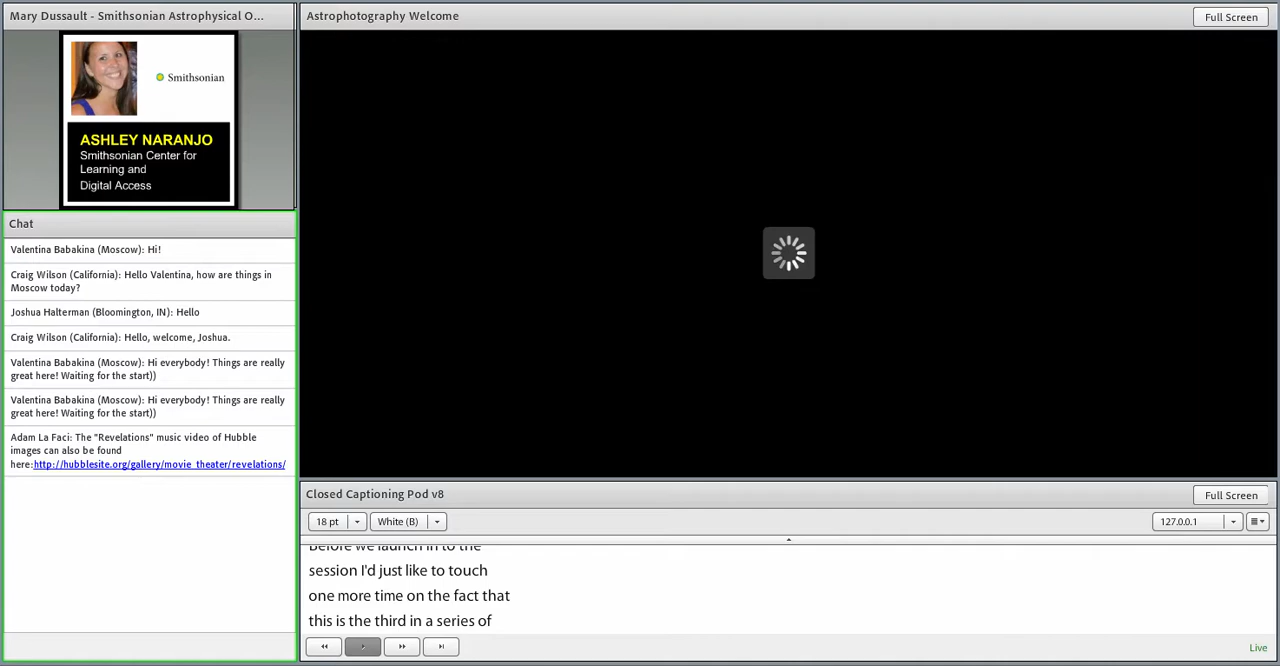 Mary Dussault - Smithsonian Astrophysical O...
Smithsonian
ASHLEY NARANJO
Smithsonian Center for
Learning and
Digital Access
Chat
Valentina Babakina (Moscow): Hi!
Craig Wilson (California): Hello Valentina, how are things in
Moscow today?
Joshua Halterman (Bloomington, IN): Hello
Craig Wilson (California): Hello, welcome, Joshua.
Valentina Babakina (Moscow): Hi everybody! Things are really
great here! Waiting for the start))
Valentina Babakina (Moscow): Hi everybody! Things are really
great here! Waiting for the start))
Adam La Faci: The "Revelations" music video of Hubble
images can also be found
here:http://hubblesite.org/gallery/movie_theater/revelations/
Astrophotography Welcome
Full Screen
Closed Captioning Pod v8
Full Screen
18 pt
White (B)
127.0.0.1
Before we launch in to the
session I'd just like to touch
one more time on the fact that
this is the third in a series of
Live